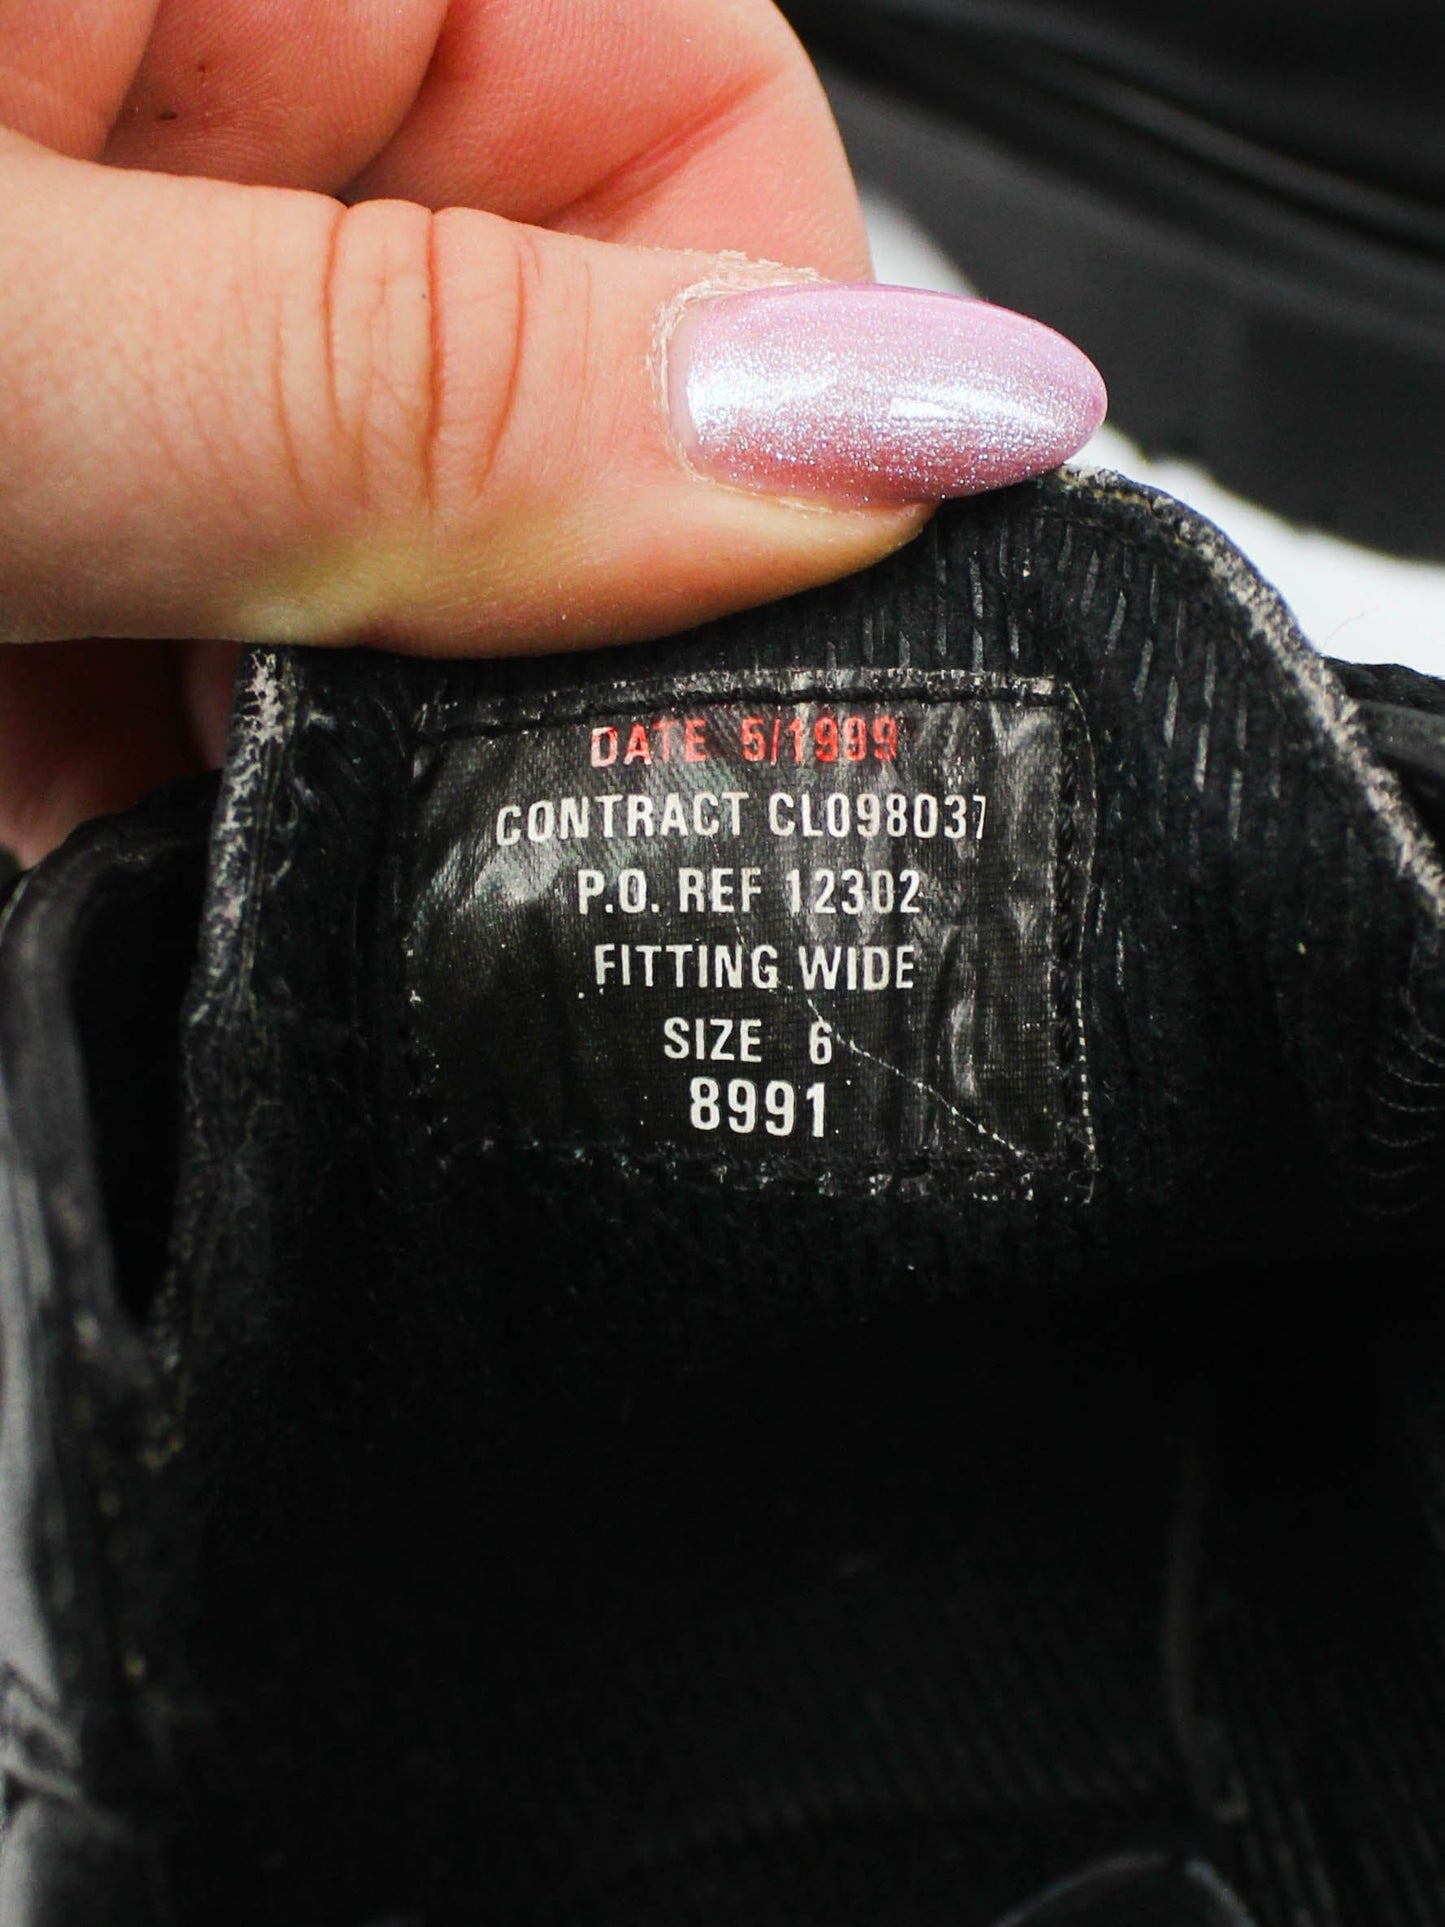 DATE 5/1999
CONTRACT CL098037
P.O. REF 12302
FITTING WIDE
SIZE 6
8991